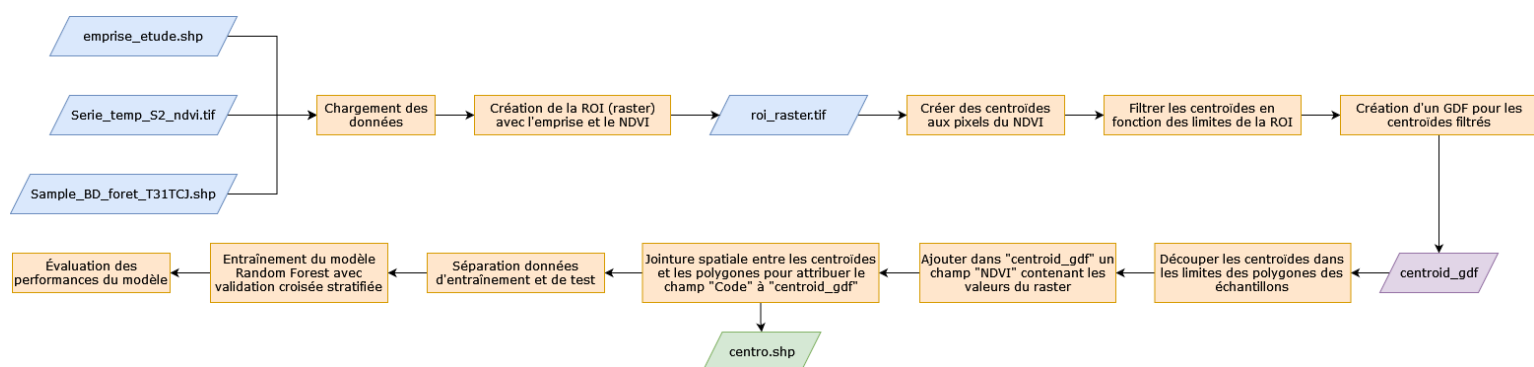 emprise_etude.shp
Serie_temp_S2_ndvi.tif
Sample_BD_foret_T31TCJ.shp
Chargement des
données
Création de la ROI (raster)
avec l'emprise et le NDVI
roi_raster.tif
Créer des centroïdes
aux pixels du NDVI
Filtrer les centroïdes en
fonction des limites de la ROI
Création d'un GDF pour les
centroïdes filtrés
centroid_gdf
Découper les centroïdes dans
les limites des polygones des
échantillons
Ajouter dans "centroid_gdf" un
champ "NDVI" contenant les
valeurs du raster
Jointure spatiale entre les centroïdes
et les polygones pour attribuer le
champ "Code" à "centroid_gdf"
centro.shp
Séparation données
d'entraînement et de test
Entraînement du modèle
Random Forest avec
validation croisée stratifiée
Évaluation des
performances du modèle